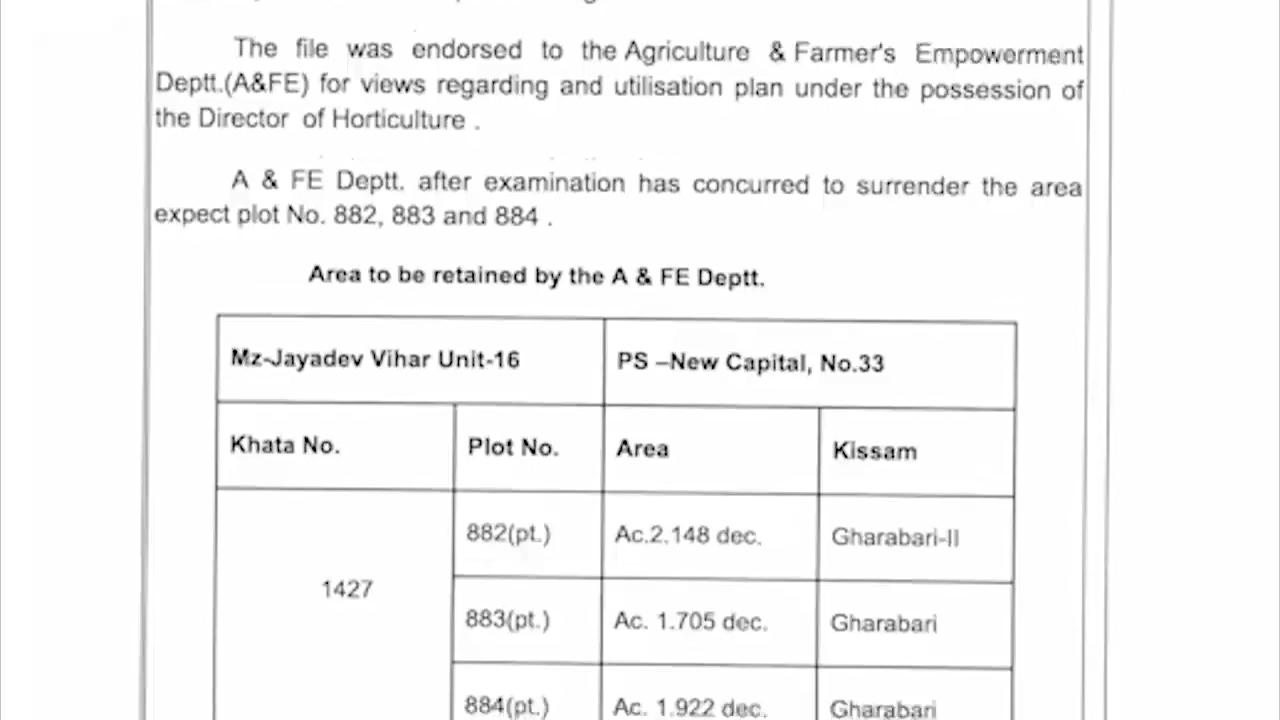 The file was endorsed to the Agriculture & Farmer's Empowerment
Deptt.(A&FE) for views regarding and utilisation plan under the possession of
the Director of Horticulture .
A & FE Deptt. after examination has concurred to surrender the area
expect plot No. 882, 883 and 884 .
Area to be retained by the A & FE Deptt.
Mz-Jayadev Vihar Unit-16 PS –New Capital, No.33
Khata No. Plot No. Area Kissam
882(pt.) Ac.2.148 dec. Gharabari-II
1427
883(pt.) Ac. 1.705 dec. Gharabari
884(pt.) Ac. 1.922 dec. Gharabari